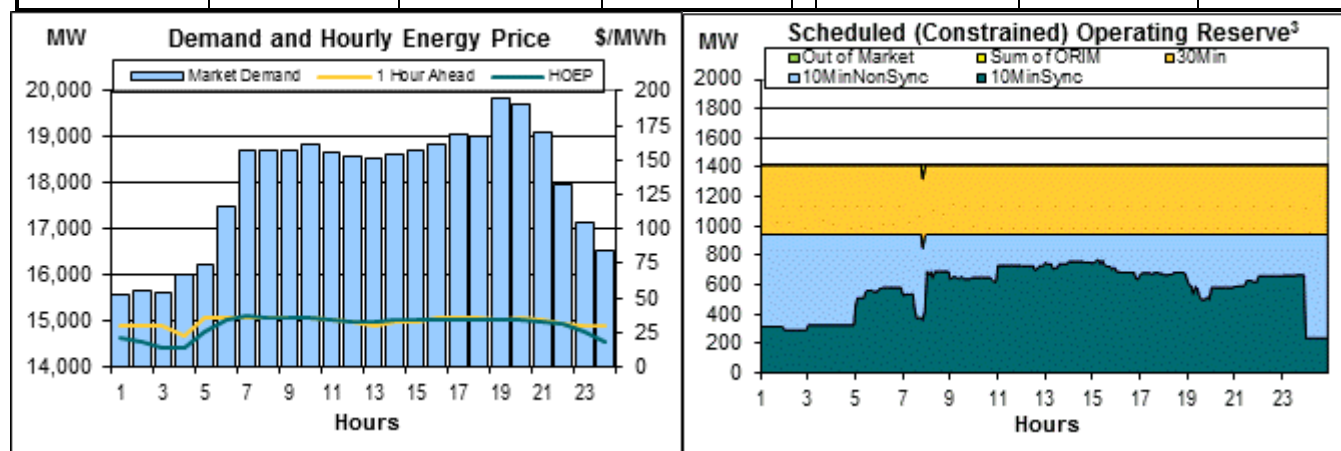 MW Demand and Hourly Energy Price $/MWh
Market Demand 1 Hour Ahead HOEP
20,000 200
19,000 175
18,000 150
17,000 125
16,000 100
15,000 75
14,000 50
25
0
1 3 5 7 9 11 13 15 17 19 21 23
Hours
MW Scheduled (Constrained) Operating Reserve³
Out of Market Sum of ORIM 30Min
10MinNonSync 10MinSync
2000
1800
1600
1400
1200
1000
800
600
400
200
0
1 3 5 7 9 11 13 15 17 19 21 23
Hours